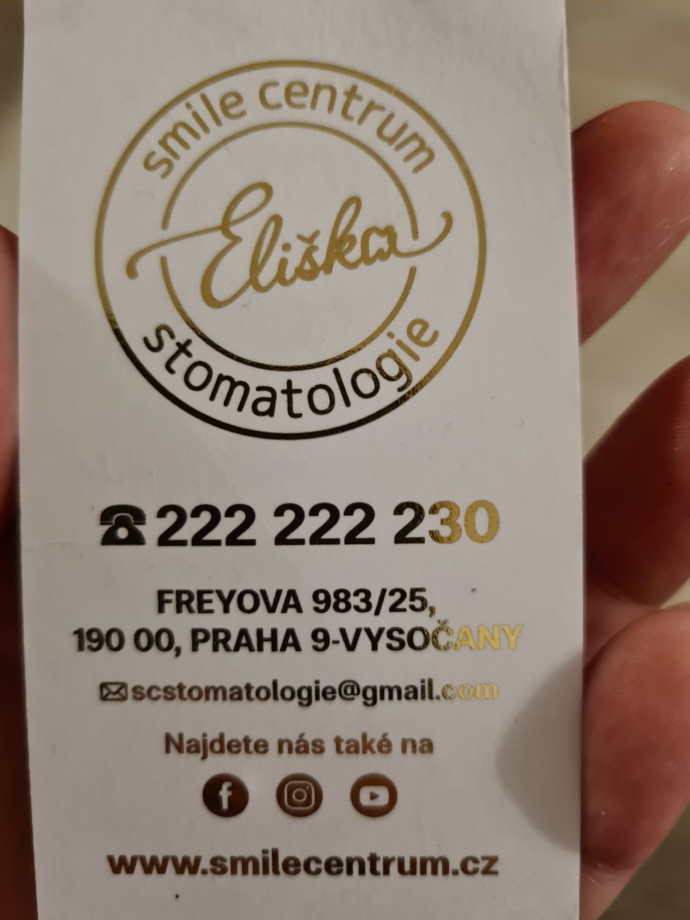 smile centrum
Eliška
stomatologie
222 222 230
FREYOVA 983/25,
190 00, PRAHA 9-VYSOČANY
scstomatologie@gmail.com
Najdete nás také na
www.smilecentrum.cz